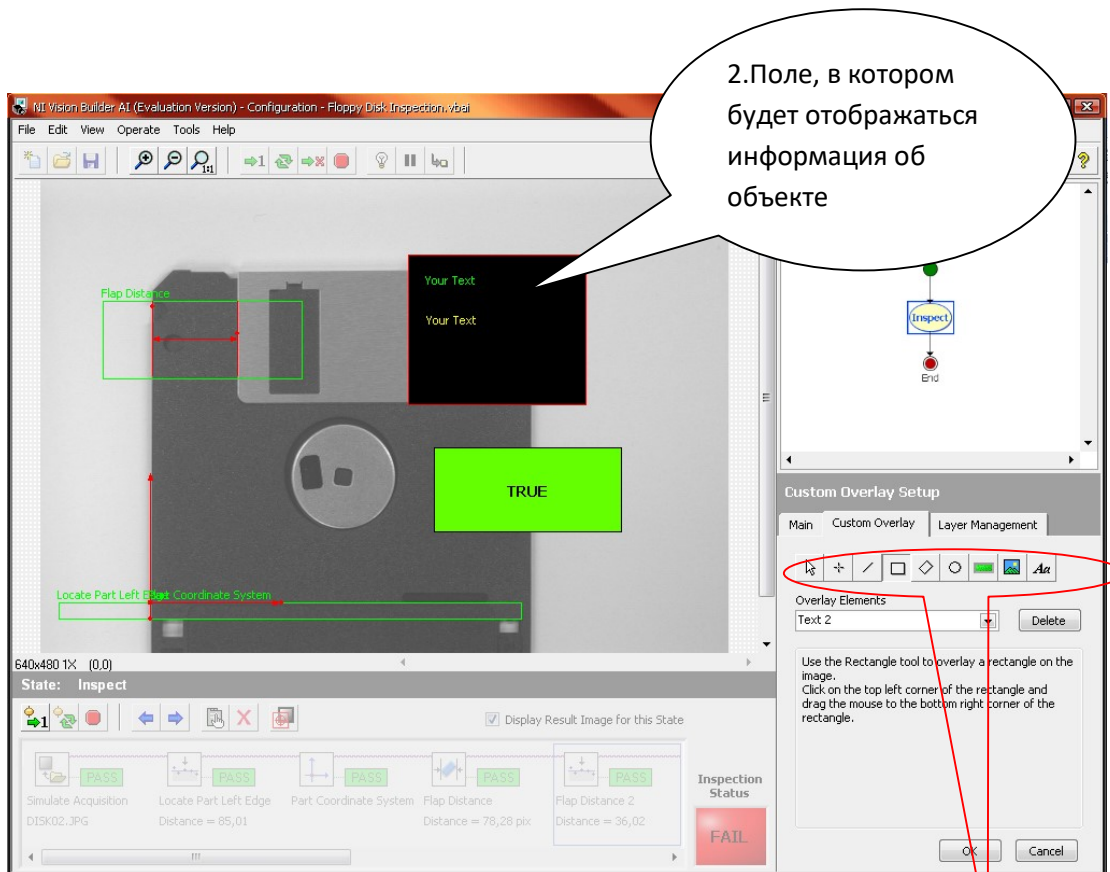 2.Поле, в котором
будет отображаться
информация об
объекте
NI Vision Builder AI (Evaluation Version) - Configuration - Floppy Disk Inspection.vbai
File Edit View Operate Tools Help
1:1
1
?
Your Text
Your Text
Flap Distance
TRUE
Locate Part Left Edge
Part Coordinate System
Inspect
End
Custom Overlay Setup
Main Custom Overlay Layer Management
Aa
Overlay Elements
Text 2
Delete
Use the Rectangle tool to overlay a rectangle on the
image.
Click on the top left corner of the rectangle and
drag the mouse to the bottom right corner of the
rectangle.
OK Cancel
640x480 1X (0,0)
State: Inspect
1
Display Result Image for this State
PASS PASS PASS PASS PASS
Simulate Acquisition Locate Part Left Edge Part Coordinate System Flap Distance Flap Distance 2
DISK02.JPG Distance = 85,01 Distance = 78,28 pix Distance = 36,02
Inspection
Status
FAIL